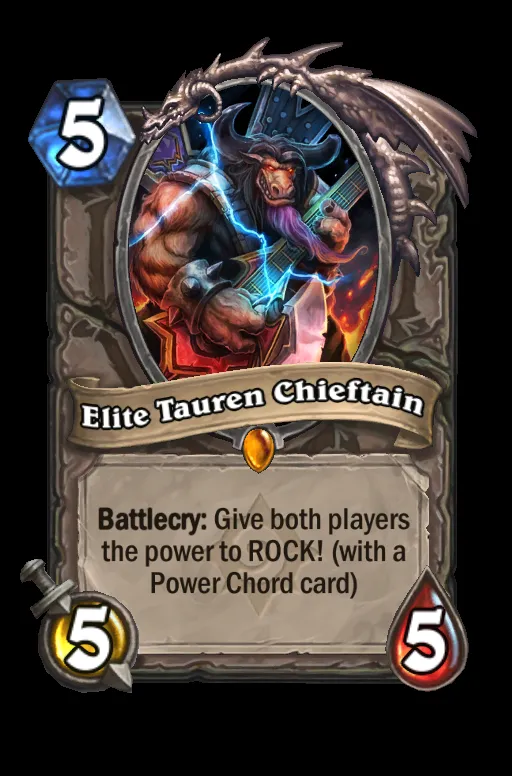 5
Elite Tauren Chieftain
Battlecry: Give both players
the power to ROCK! (with a
Power Chord card)
5
5